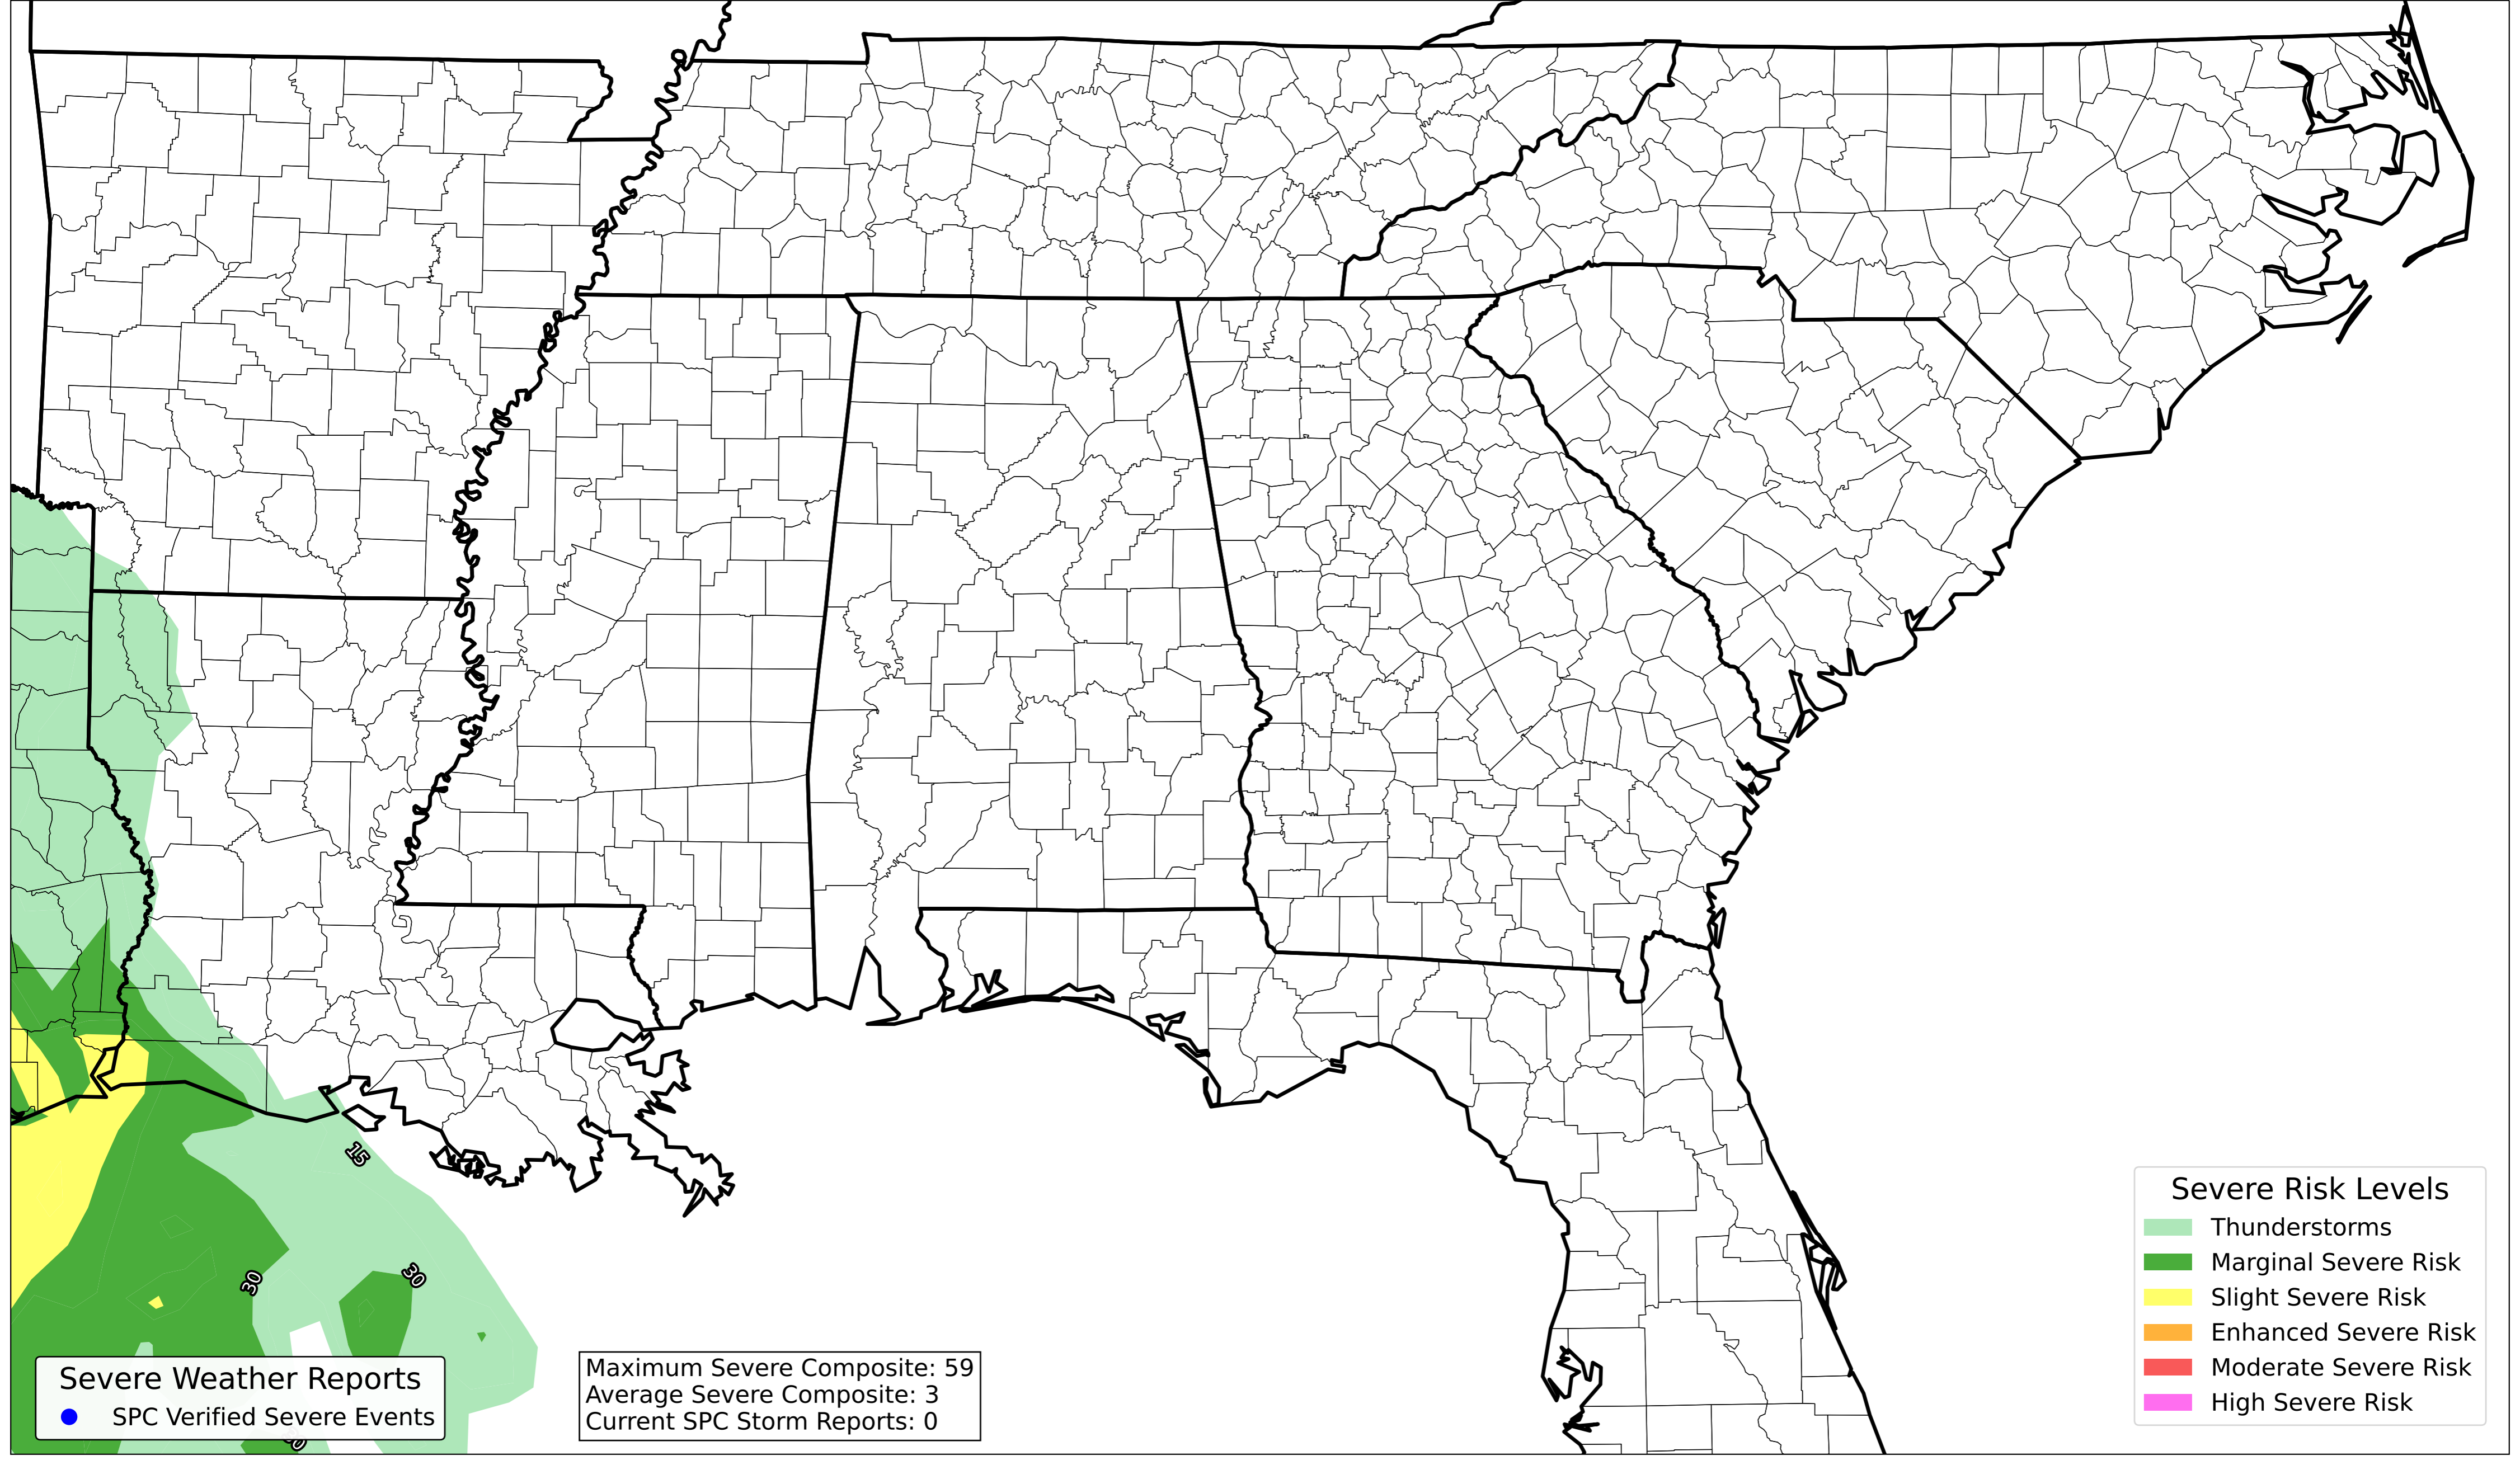 15
30
30
Severe Weather Reports
SPC Verified Severe Events
Maximum Severe Composite: 59
Average Severe Composite: 3
Current SPC Storm Reports: 0
Severe Risk Levels
Thunderstorms
Marginal Severe Risk
Slight Severe Risk
Enhanced Severe Risk
Moderate Severe Risk
High Severe Risk